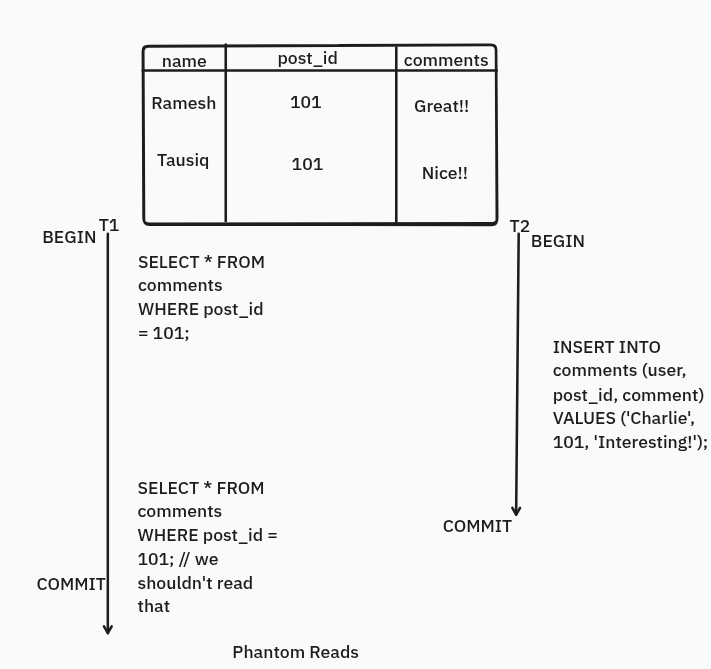 name post_id comments
Ramesh 101 Great!!
Tausiq 101 Nice!!
T1
BEGIN
SELECT * FROM
comments
WHERE post_id
= 101;
SELECT * FROM
comments
WHERE post_id =
101; // we
shouldn't read
that
COMMIT
T2
BEGIN
INSERT INTO
comments (user,
post_id, comment)
VALUES ('Charlie',
101, 'Interesting!');
COMMIT
Phantom Reads